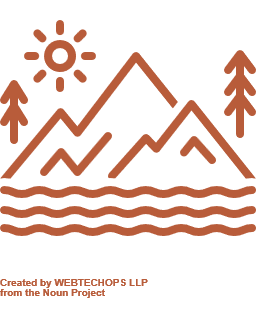 Created by WEBTECHOPS LLP
from the Noun Project